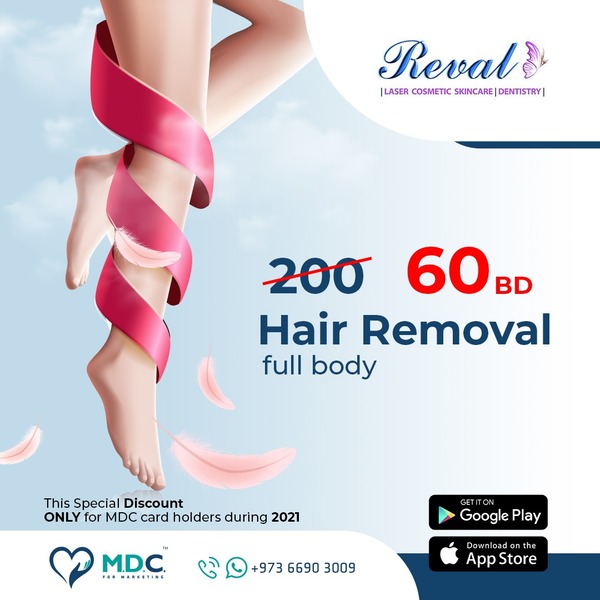 Reval
| LASER COSMETIC SKINCARE | DENTISTRY |
200 60 BD
Hair Removal
full body
This Special Discount
ONLY for MDC card holders during 2021
GET IT ON
Google Play
Download on the
App Store
M.D.C. ™
FOR MARKETING
+973 6690 3009